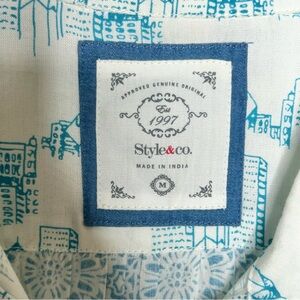 APPROVED GENUINE ORIGINAL
Est
1997
Style&co.
MADE IN INDIA
M